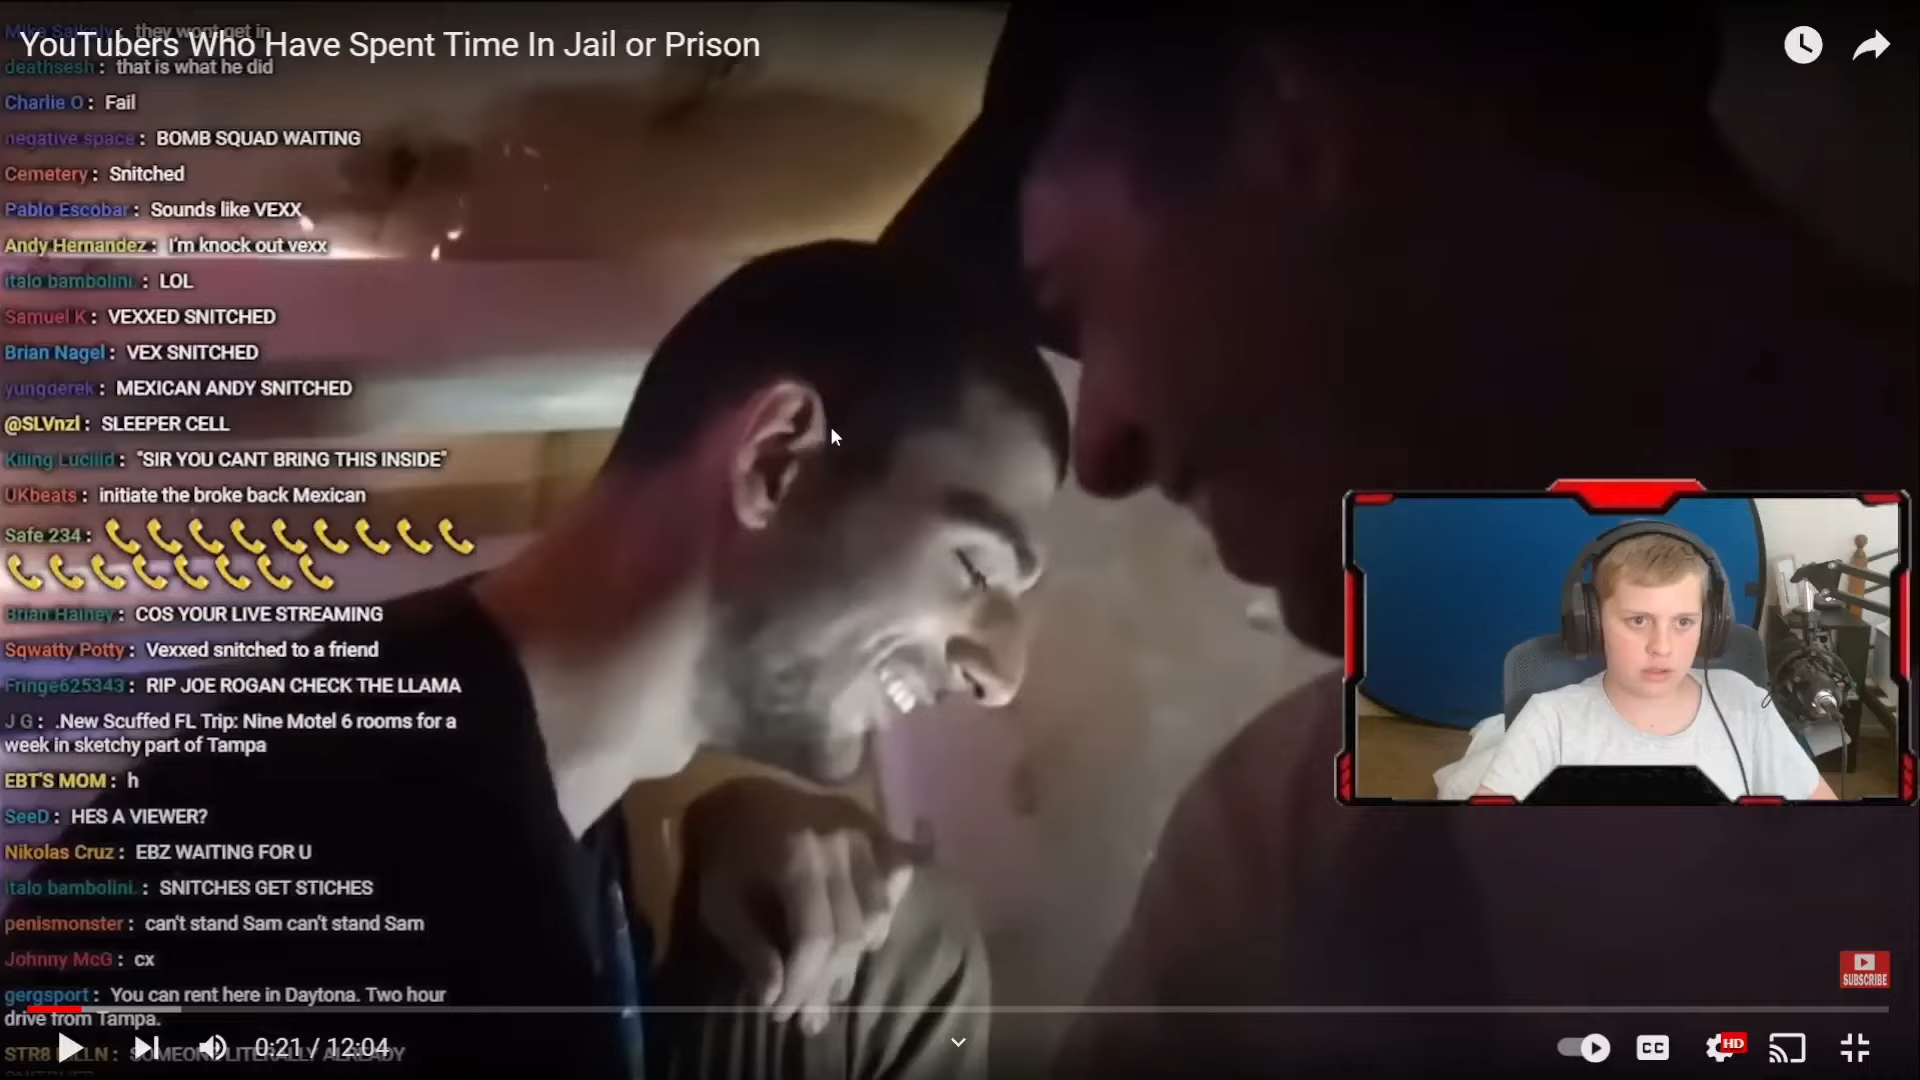 Mike Saikaly: they wont get in
YouTubers Who Have Spent Time In Jail or Prison
deathsesh : that is what he did
Charlie O : Fail
negative space : BOMB SQUAD WAITING
Cemetery : Snitched
Pablo Escobar : Sounds like VEXX
Andy Hernandez : I'm knock out vexx
italo bambolini. : LOL
Samuel K : VEXXED SNITCHED
Brian Nagel : VEX SNITCHED
yungderek : MEXICAN ANDY SNITCHED
@SLVnzl : SLEEPER CELL
"SIR YOU CANT BRING THIS INSIDE"
UKbeats : initiate the broke back Mexican
Safe 234 :
Brian Hainey : COS YOUR LIVE STREAMING
Sqwatty Potty : Vexxed snitched to a friend
Fringe625343 : RIP JOE ROGAN CHECK THE LLAMA
J G : .New Scuffed FL Trip: Nine Motel 6 rooms for a
week in sketchy part of Tampa
EBT'S MOM : h
SeeD : HES A VIEWER?
Nikolas Cruz : EBZ WAITING FOR U
italo bambolini. : SNITCHES GET STICHES
penismonster : can't stand Sam can't stand Sam
Johnny McG : cx
gergsport : You can rent here in Daytona. Two hour
drive from Tampa.
SUBSCRIBE
0:21 / 12:04
CC
HD